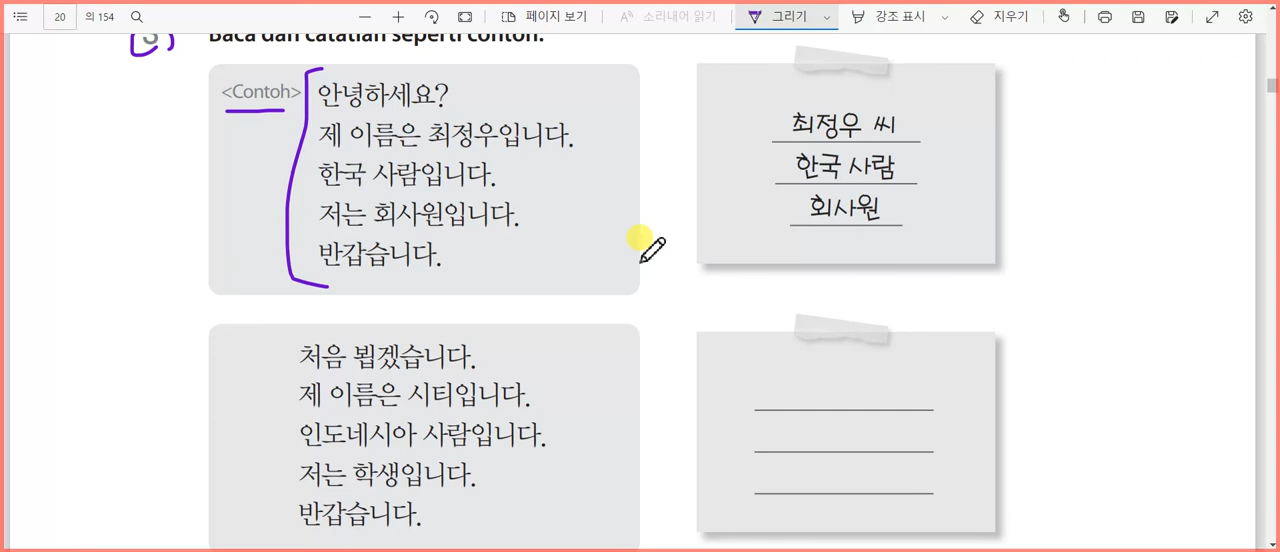 20
의 154
페이지 보기
소리내어 읽기
그리기
강조 표시
지우기
3
Baca dan catatlah seperti contoh.
<Contoh>
안녕하세요?
제 이름은 최정우입니다.
한국 사람입니다.
저는 회사원입니다.
반갑습니다.
최정우 씨
한국 사람
회사원
처음 뵙겠습니다.
제 이름은 시티입니다.
인도네시아 사람입니다.
저는 학생입니다.
반갑습니다.